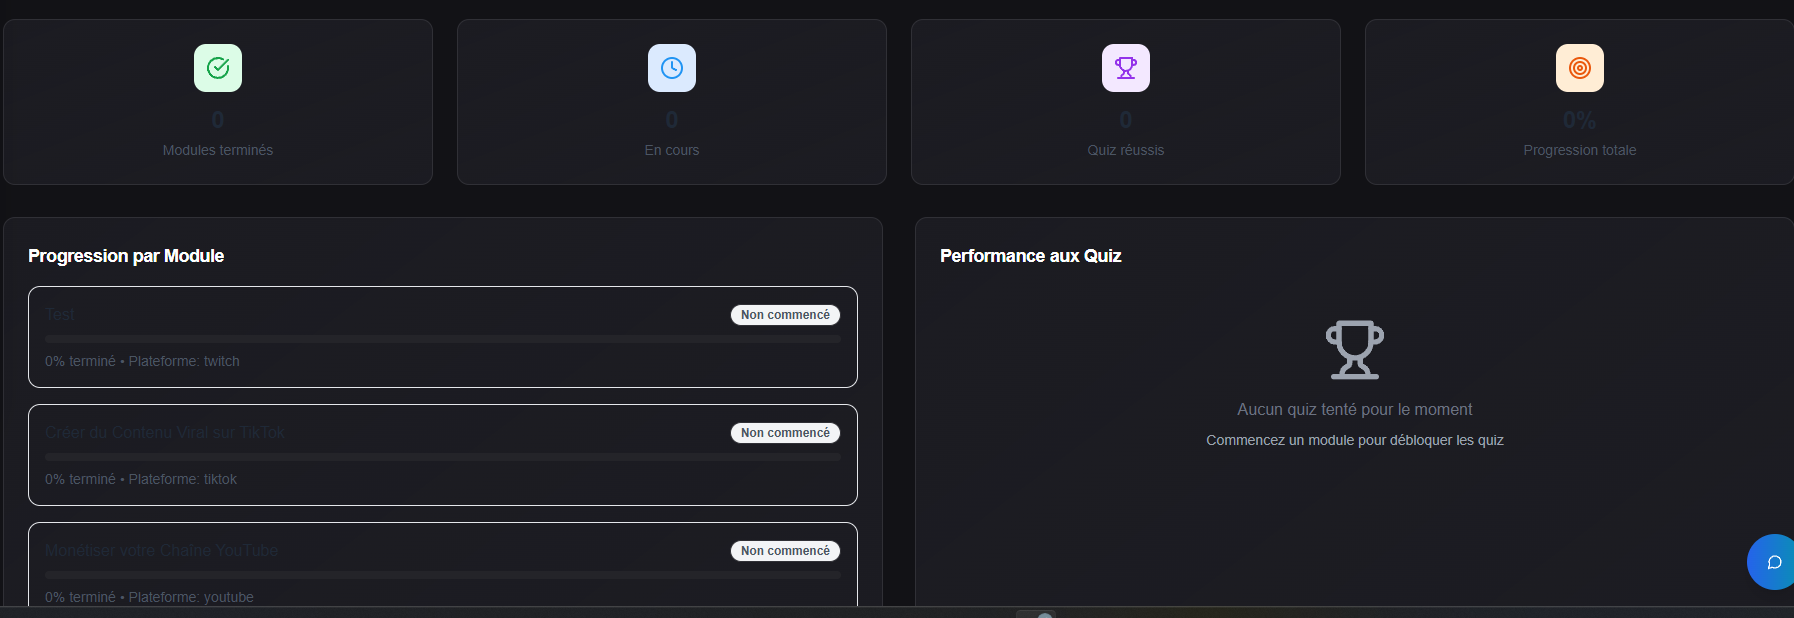 0
Modules terminés
0
En cours
0
Quiz réussis
0%
Progression totale
Progression par Module
Test
Non commencé
0% terminé • Plateforme: twitch
Créer du Contenu Viral sur TikTok
Non commencé
0% terminé • Plateforme: tiktok
Monétiser votre Chaîne YouTube
Non commencé
0% terminé • Plateforme: youtube
Performance aux Quiz
Aucun quiz tenté pour le moment
Commencez un module pour débloquer les quiz